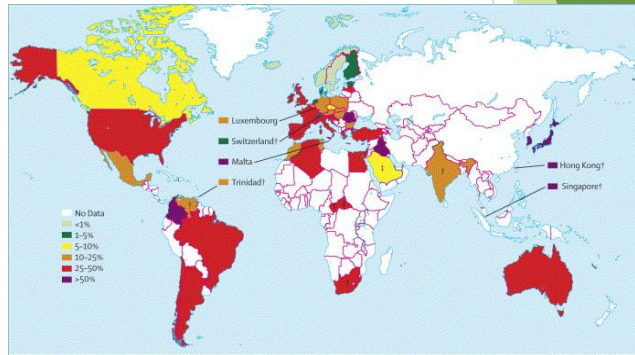 Luxembourg
Switzerland†
Malta
Trinidad†
Hong Kong†
Singapore†
No Data
<1%
1–5%
5–10%
10–25%
25–50%
>50%
†
†
†